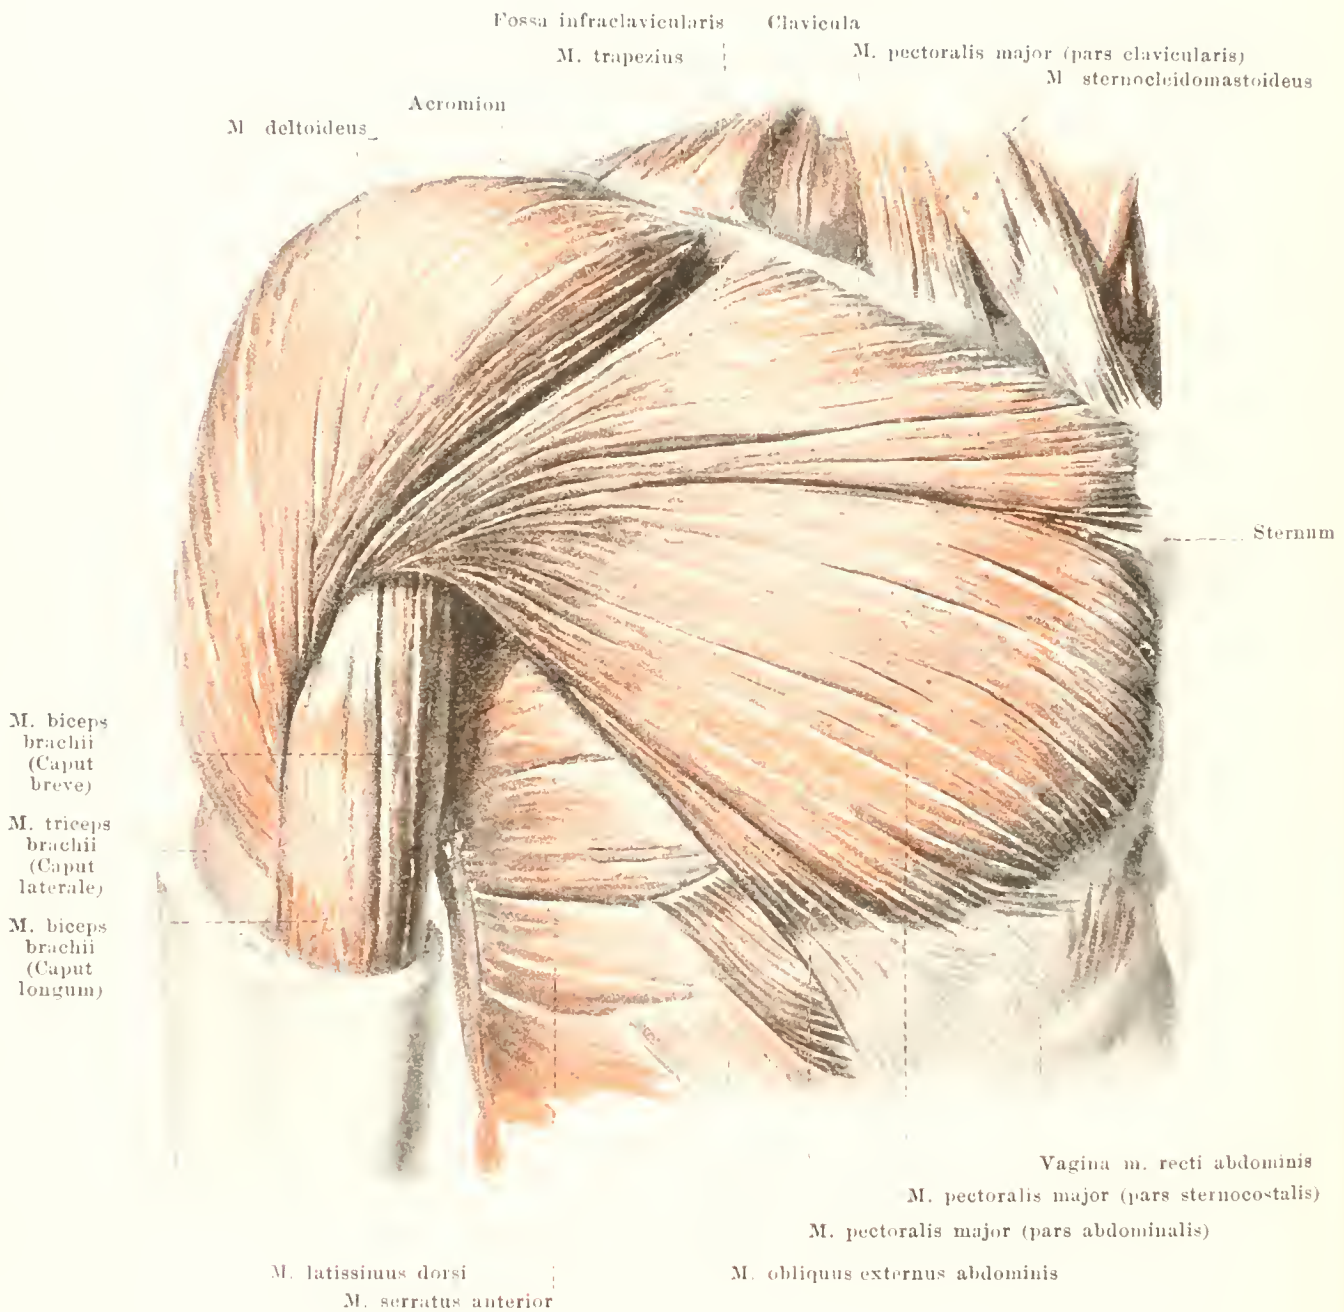 Fossa infraclavicularis
Clavicula
M. trapezius
M. pectoralis major (pars clavicularis)
M sternocleidomastoideus
Acromion
M deltoideus
Sternum
M. biceps
brachii
(Caput
breve)
M. triceps
brachii
(Caput
laterale)
M. biceps
brachii
(Caput
longum)
Vagina m. recti abdominis
M. pectoralis major (pars sternocostalis)
M. pectoralis major (pars abdominalis)
M. latissimus dorsi
M. obliquus externus abdominis
M. serratus anterior